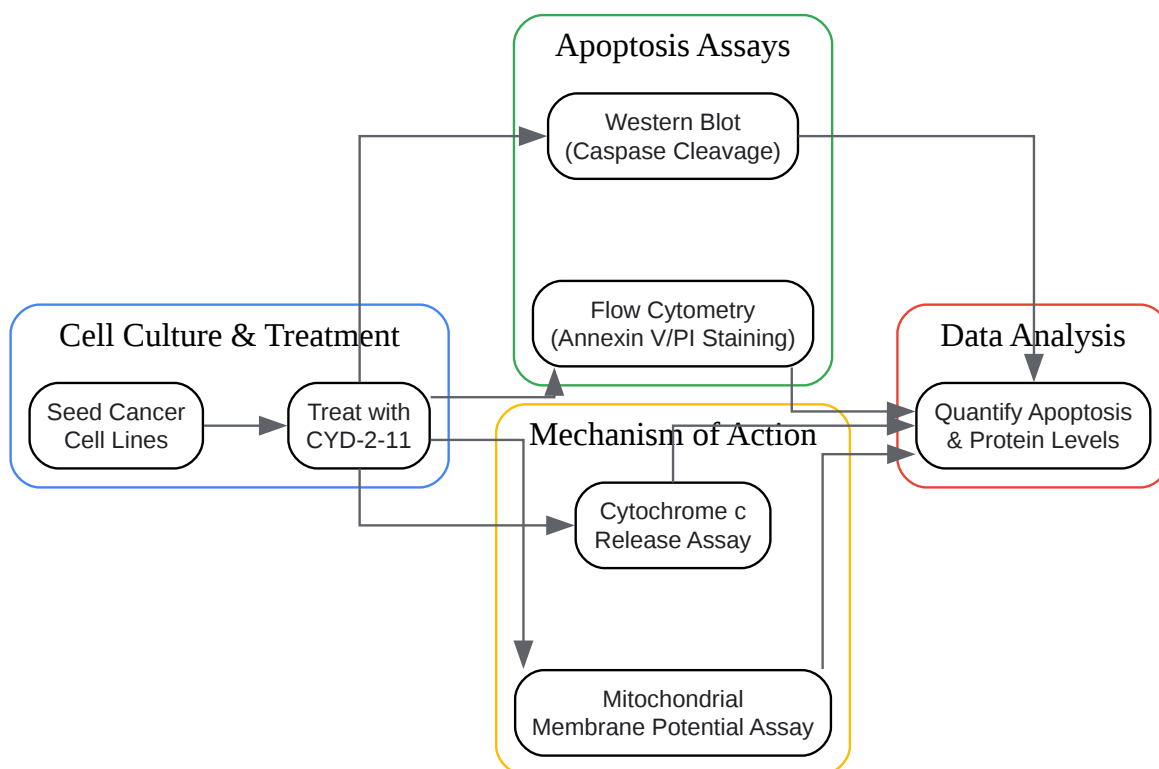 Apoptosis Assays
Western Blot
(Caspase Cleavage)
Flow Cytometry
(Annexin V/PI Staining)
Cell Culture & Treatment
Seed Cancer
Cell Lines
Treat with
CYD-2-11
Mechanism of Action
Cytochrome c
Release Assay
Mitochondrial
Membrane Potential Assay
Data Analysis
Quantify Apoptosis
& Protein Levels